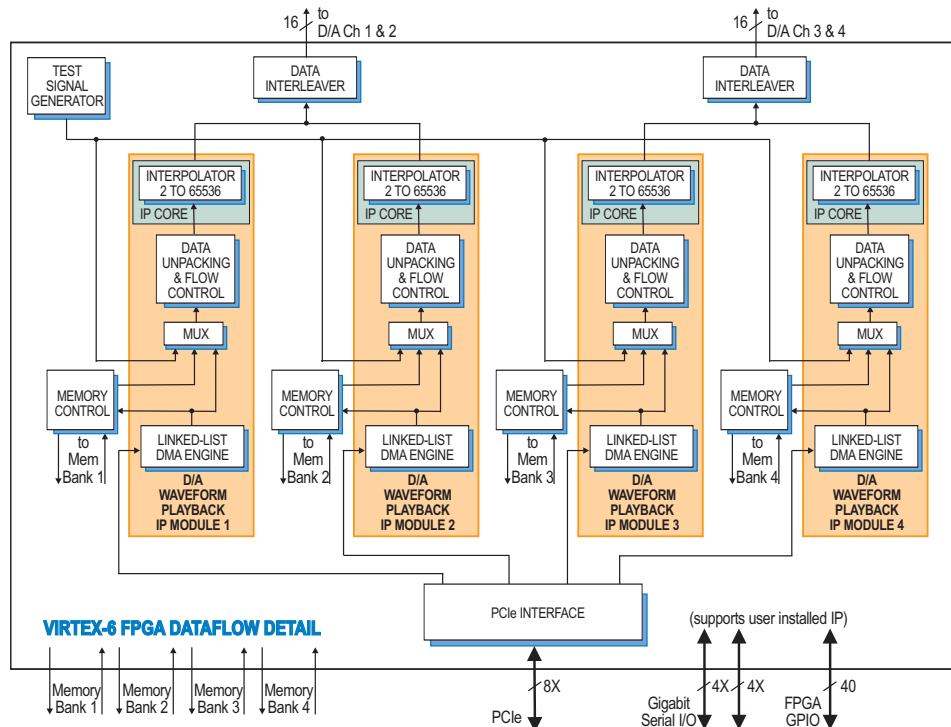 16
to
D/A Ch 1 & 2
16
to
D/A Ch 3 & 4
TEST
SIGNAL
GENERATOR
DATA
INTERLEAVER
DATA
INTERLEAVER
INTERPOLATOR
2 TO 65536
IP CORE
DATA
UNPACKING
& FLOW
CONTROL
MUX
MEMORY
CONTROL
to
Mem
Bank 1
LINKED-LIST
DMA ENGINE
D/A
WAVEFORM
PLAYBACK
IP MODULE 1
INTERPOLATOR
2 TO 65536
IP CORE
DATA
UNPACKING
& FLOW
CONTROL
MUX
MEMORY
CONTROL
to
Mem
Bank 2
LINKED-LIST
DMA ENGINE
D/A
WAVEFORM
PLAYBACK
IP MODULE 2
INTERPOLATOR
2 TO 65536
IP CORE
DATA
UNPACKING
& FLOW
CONTROL
MUX
MEMORY
CONTROL
to
Mem
Bank 3
LINKED-LIST
DMA ENGINE
D/A
WAVEFORM
PLAYBACK
IP MODULE 3
INTERPOLATOR
2 TO 65536
IP CORE
DATA
UNPACKING
& FLOW
CONTROL
MUX
MEMORY
CONTROL
to
Mem
Bank 4
LINKED-LIST
DMA ENGINE
D/A
WAVEFORM
PLAYBACK
IP MODULE 4
PCIe INTERFACE
VIRTEX-6 FPGA DATAFLOW DETAIL
(supports user installed IP)
Memory
Bank 1
Memory
Bank 2
Memory
Bank 3
Memory
Bank 4
8X
PCIe
4X
4X
Gigabit
Serial I/O
40
FPGA
GPIO